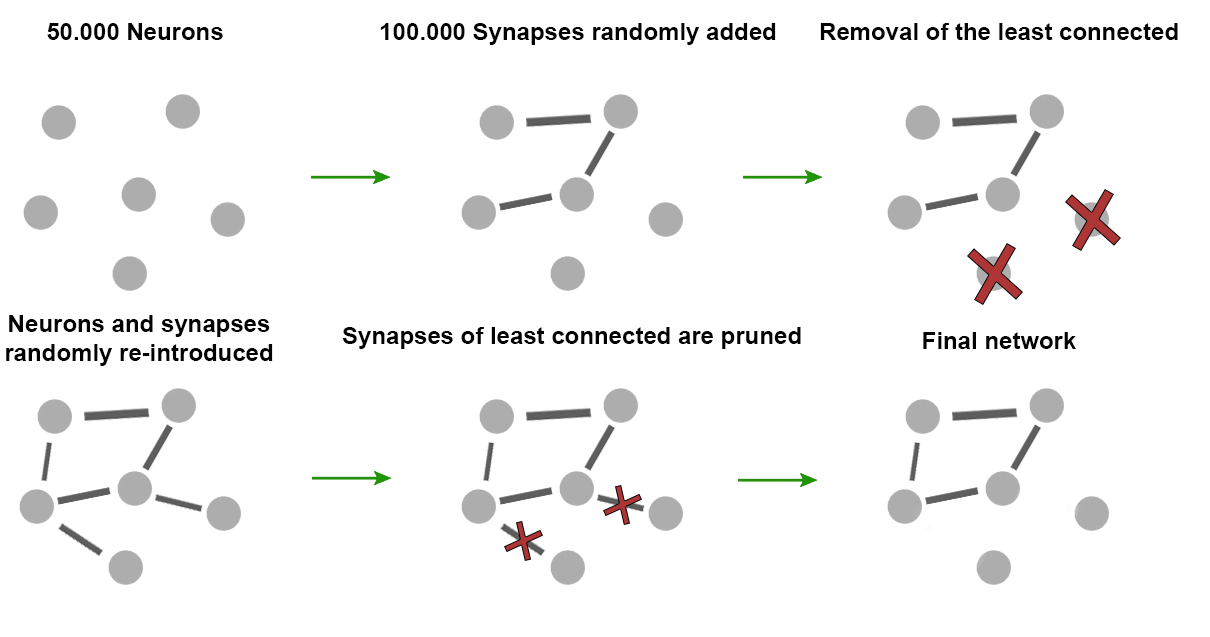 50.000 Neurons
100.000 Synapses randomly added
Removal of the least connected
Neurons and synapses
randomly re-introduced
Synapses of least connected are pruned
Final network